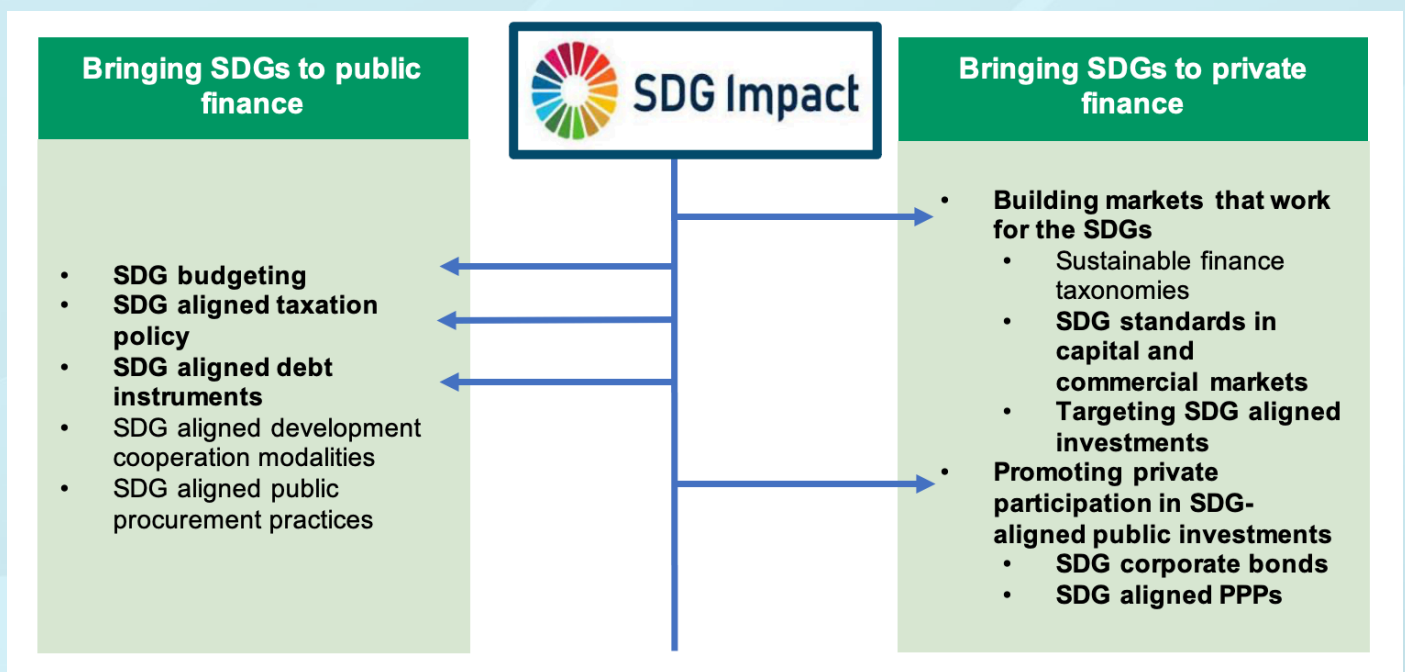 Bringing SDGs to public
finance
• SDG budgeting
• SDG aligned taxation
policy
• SDG aligned debt
instruments
• SDG aligned development
cooperation modalities
• SDG aligned public
procurement practices
SDG Impact
Bringing SDGs to private
finance
• Building markets that work
for the SDGs
• Sustainable finance
taxonomies
• SDG standards in
capital and
commercial markets
• Targeting SDG aligned
investments
• Promoting private
participation in SDG-
aligned public investments
• SDG corporate bonds
• SDG aligned PPPs